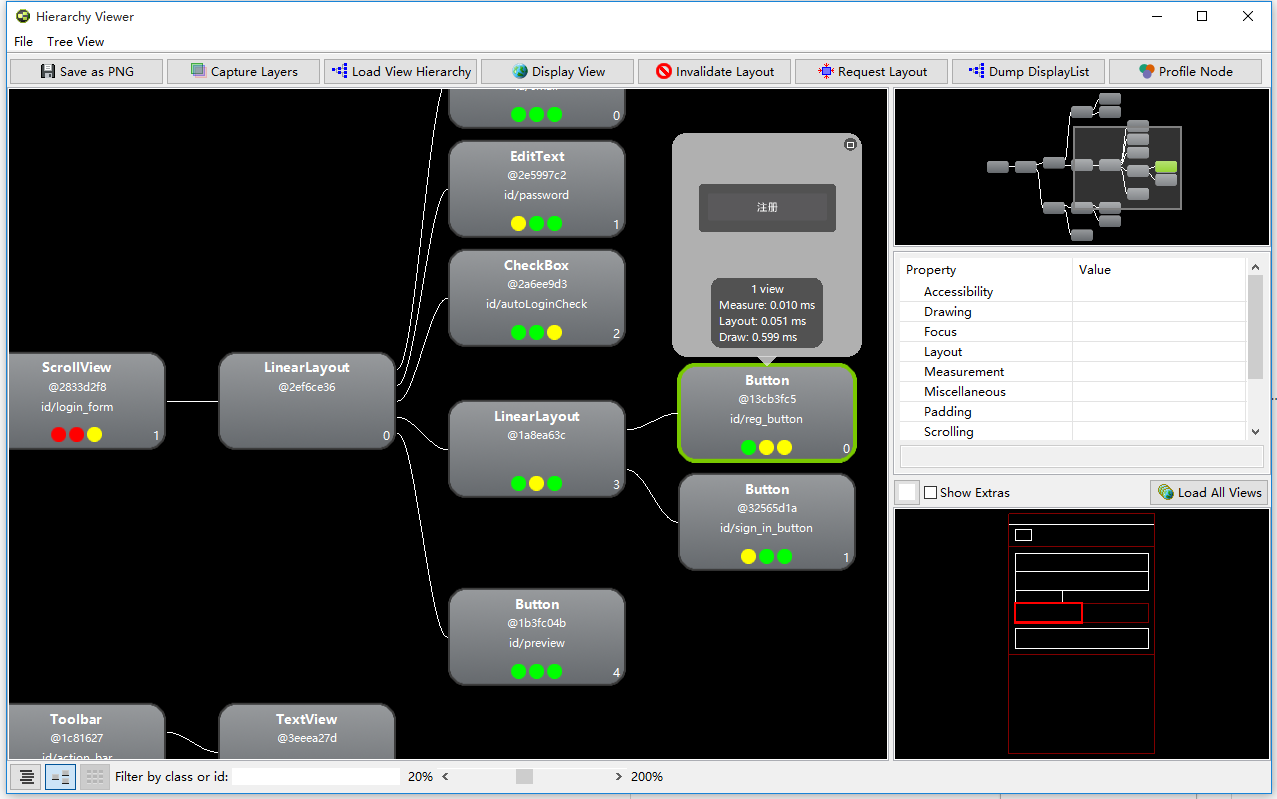 Hierarchy Viewer
File Tree View
Save as PNG Capture Layers Load View Hierarchy Display View Invalidate Layout Request Layout Dump DisplayList Profile Node
0
EditText
@2e5997c2
id/password
1
CheckBox
@2a6ee9d3
id/autoLoginCheck
2
ScrollView
@2833d2f8
id/login_form
1
LinearLayout
@2ef6ce36
0
LinearLayout
@1a8ea63c
3
注册
1 view
Measure: 0.010 ms
Layout: 0.051 ms
Draw: 0.599 ms
Button
@13cb3fc5
id/reg_button
0
Button
@32565d1a
id/sign_in_button
1
Button
@1b3fc04b
id/preview
4
Toolbar
@1c81627
id/action_bar
TextView
@3eeea27d
Property Value
Accessibility
Drawing
Focus
Layout
Measurement
Miscellaneous
Padding
Scrolling
Show Extras Load All Views
Filter by class or id: 20% < > 200%